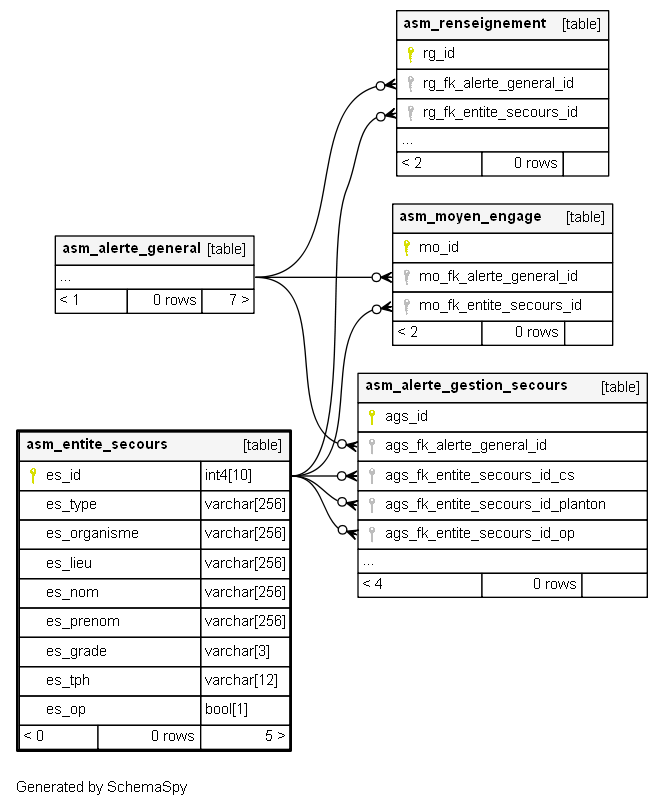 asm_renseignement [table]
rg_id
rg_fk_alerte_general_id
rg_fk_entite_secours_id
...
< 2 0 rows
asm_moyen_engage [table]
mo_id
mo_fk_alerte_general_id
mo_fk_entite_secours_id
< 2 0 rows
asm_alerte_general [table]
...
< 1 0 rows 7 >
asm_alerte_gestion_secours [table]
ags_id
ags_fk_alerte_general_id
ags_fk_entite_secours_id_cs
ags_fk_entite_secours_id_planton
ags_fk_entite_secours_id_op
...
< 4 0 rows
asm_entite_secours [table]
es_id int4[10]
es_type varchar[256]
es_organisme varchar[256]
es_lieu varchar[256]
es_nom varchar[256]
es_prenom varchar[256]
es_grade varchar[3]
es_tph varchar[12]
es_op bool[1]
< 0 0 rows 5 >
Generated by SchemaSpy